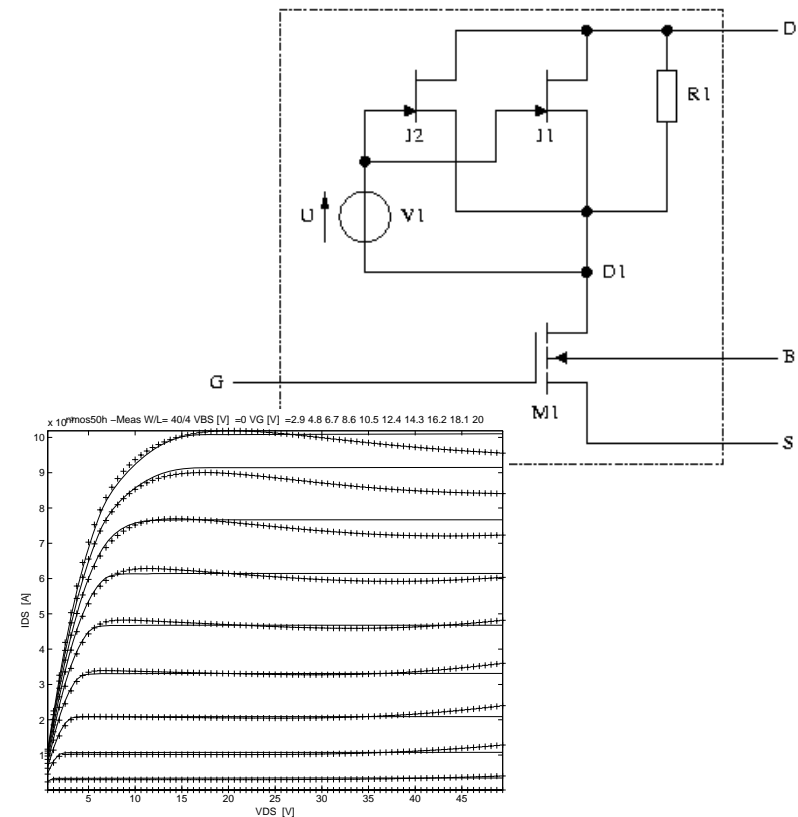 D
R1
J2
J1
U
V1
D1
B
G
M1
S
nmos50h −Meas W/L= 40/4 VBS [V] =0 VG [V] =2.9 4.8 6.7 8.6 10.5 12.4 14.3 16.2 18.1 20
x 10
10
9
8
7
6
5
4
3
2
1
IDS [A]
5 10 15 20 25 30 35 40 45
VDS [V]